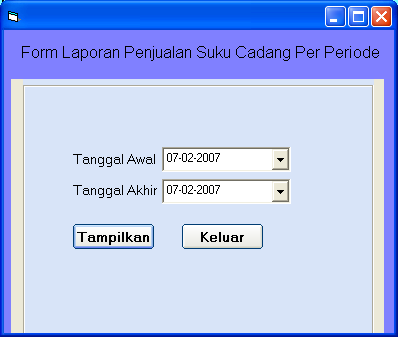 Form Laporan Penjualan Suku Cadang Per Periode
Tanggal Awal 07-02-2007
Tanggal Akhir 07-02-2007
Tampilkan Keluar